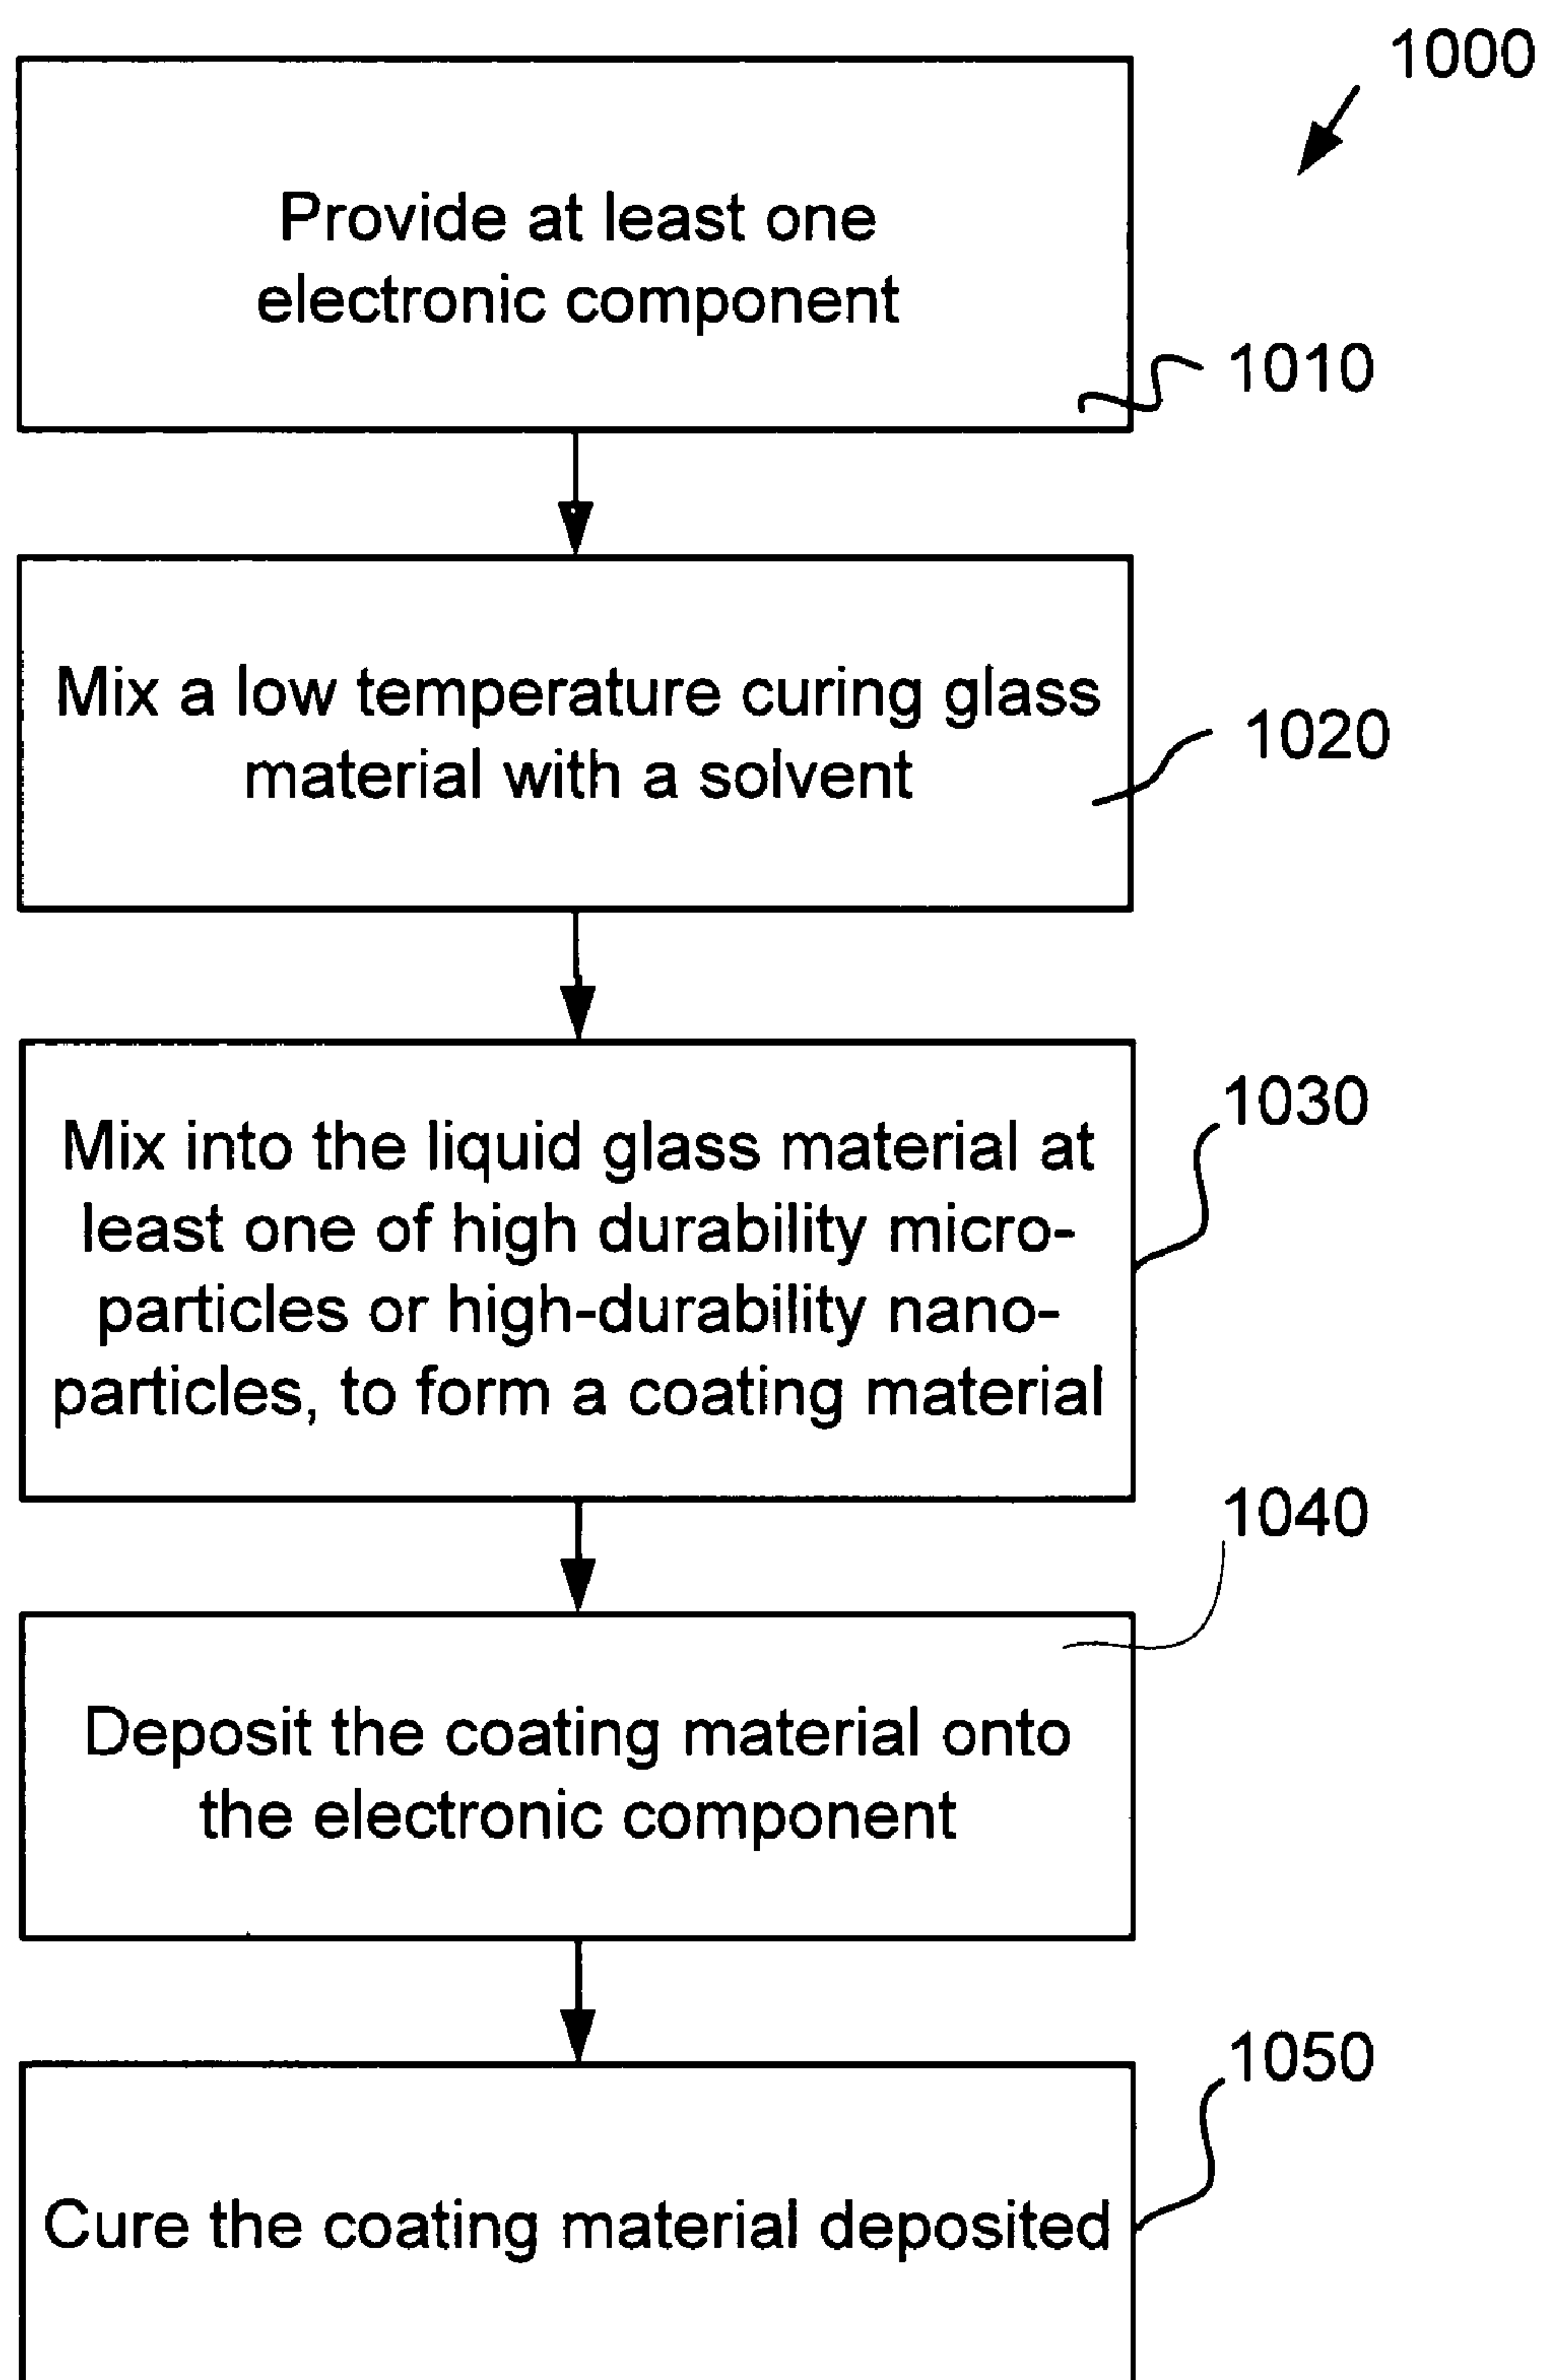 1000
Provide at least one
electronic component
1010
Mix a low temperature curing glass
material with a solvent
1020
Mix into the liquid glass material at
least one of high durability micro-
particles or high-durability nano-
particles, to form a coating material
1030
1040
Deposit the coating material onto
the electronic component
1050
Cure the coating material deposited